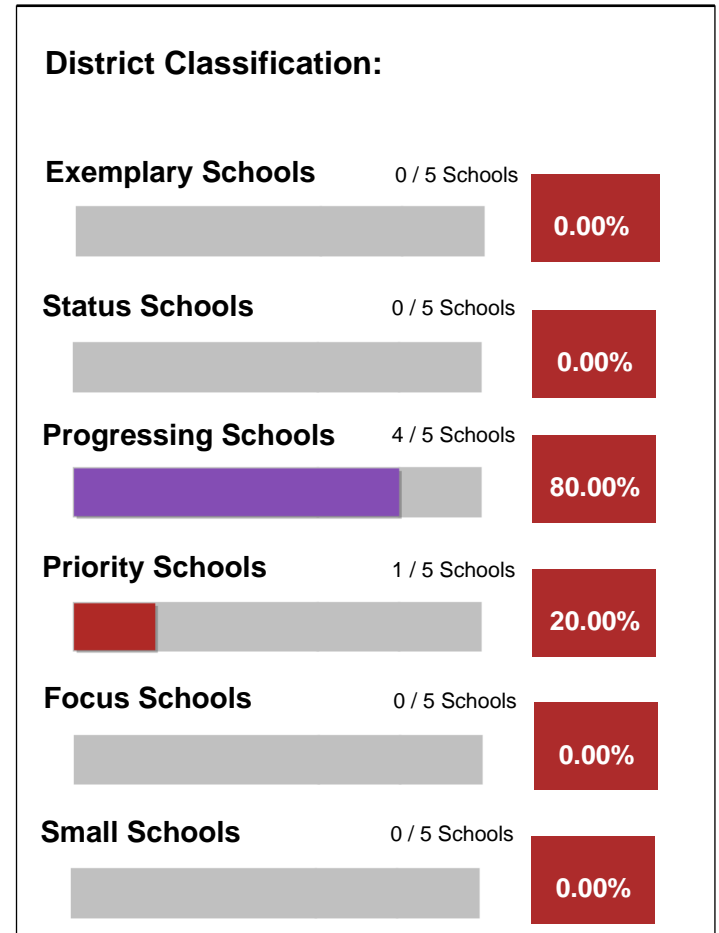 District Classification:
Exemplary Schools 0 / 5 Schools
0.00%
Status Schools 0 / 5 Schools
0.00%
Progressing Schools 4 / 5 Schools
80.00%
Priority Schools 1 / 5 Schools
20.00%
Focus Schools 0 / 5 Schools
0.00%
Small Schools 0 / 5 Schools
0.00%